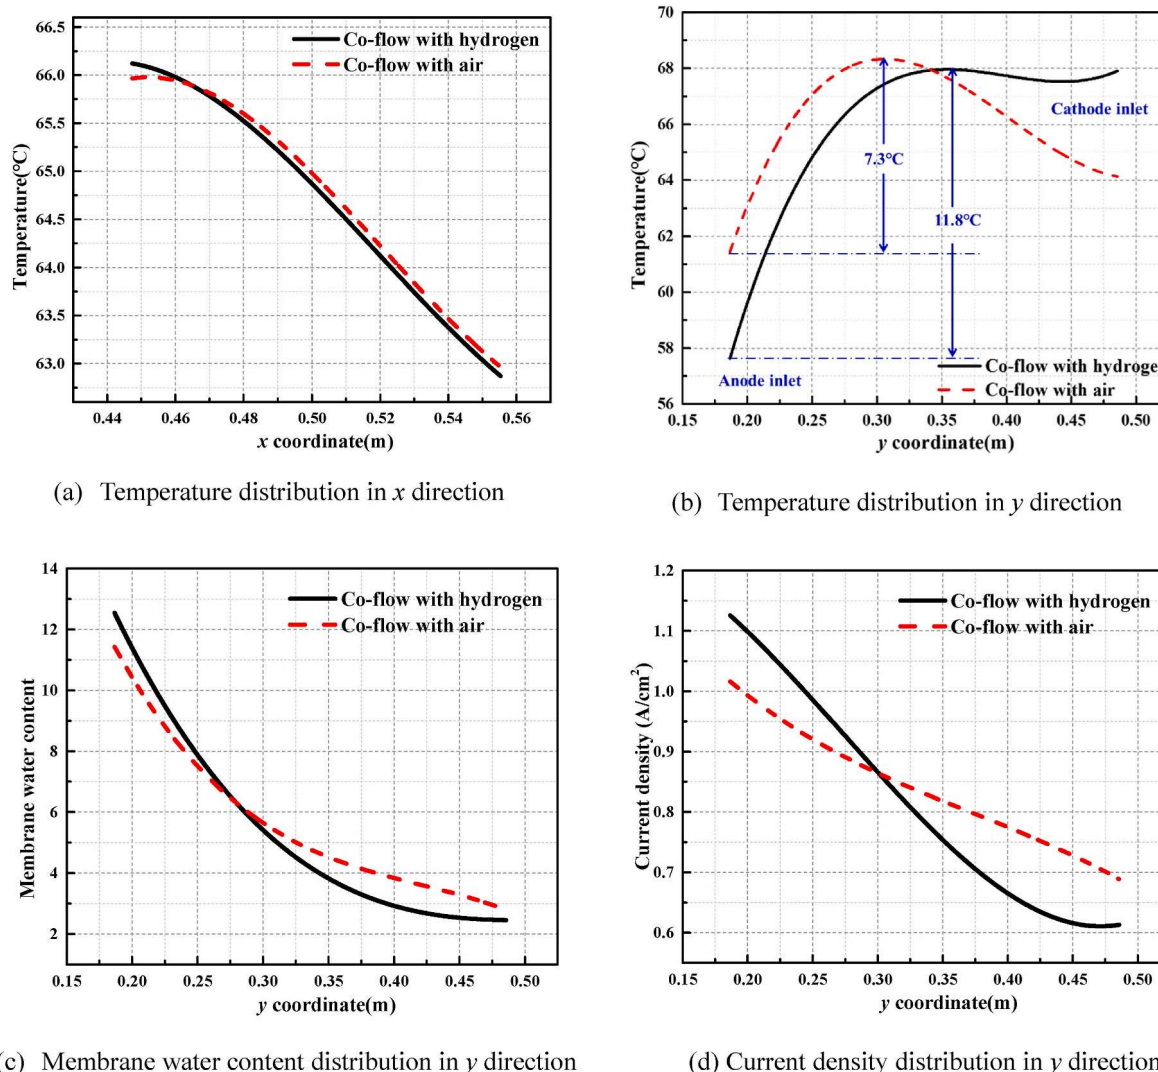 66.5
66.0
65.5
65.0
64.5
64.0
63.5
63.0
Temperature(°C)
Co-flow with hydrogen
Co-flow with air
0.44 0.46 0.48 0.50 0.52 0.54 0.56
x coordinate(m)
(a) Temperature distribution in x direction
70
68
66
64
62
60
58
56
Temperature(°C)
7.3°C
11.8°C
Cathode inlet
Anode inlet
Co-flow with hydroge
Co-flow with air
0.15 0.20 0.25 0.30 0.35 0.40 0.45 0.50
y coordinate(m)
(b) Temperature distribution in y direction
14
12
10
8
6
4
2
Membrane water content
Co-flow with hydrogen
Co-flow with air
0.15 0.20 0.25 0.30 0.35 0.40 0.45 0.50
y coordinate(m)
(c) Membrane water content distribution in y direction
1.2
1.1
1.0
0.9
0.8
0.7
0.6
Current density (A/cm²)
Co-flow with hydrogen
Co-flow with air
0.15 0.20 0.25 0.30 0.35 0.40 0.45 0.50
y coordinate(m)
(d) Current density distribution in y direction